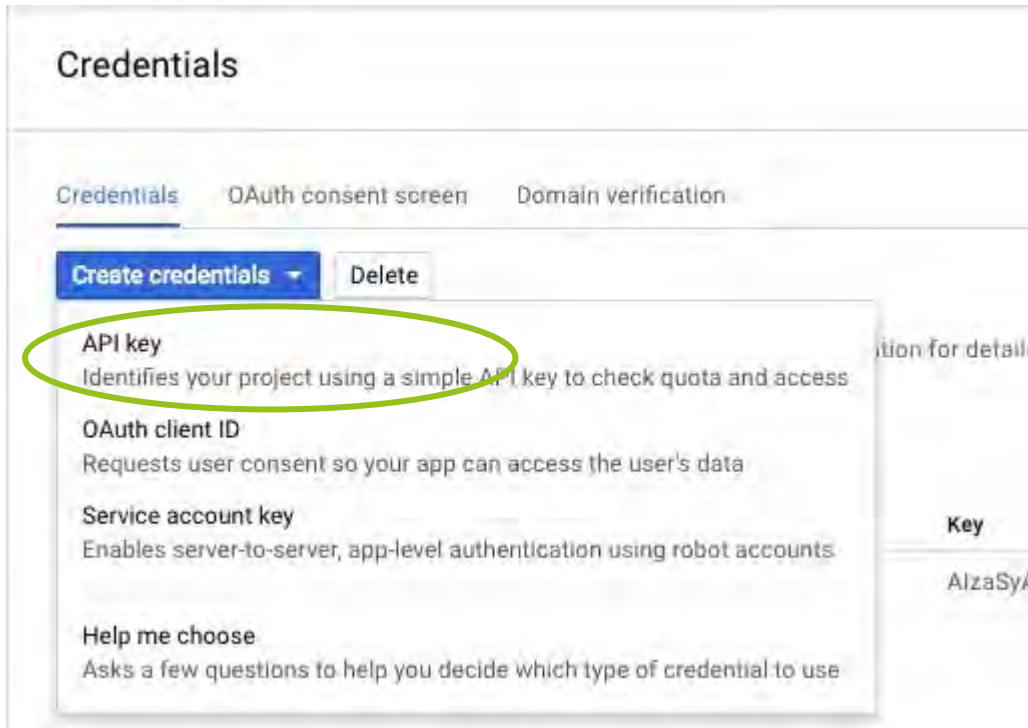 Credentials
Credentials OAuth consent screen Domain verification
Create credentials Delete
API key
Identifies your project using a simple API key to check quota and access
tion for detail
OAuth client ID
Requests user consent so your app can access the user's data
Service account key
Enables server-to-server, app-level authentication using robot accounts
Key
AIzaSyA
Help me choose
Asks a few questions to help you decide which type of credential to use